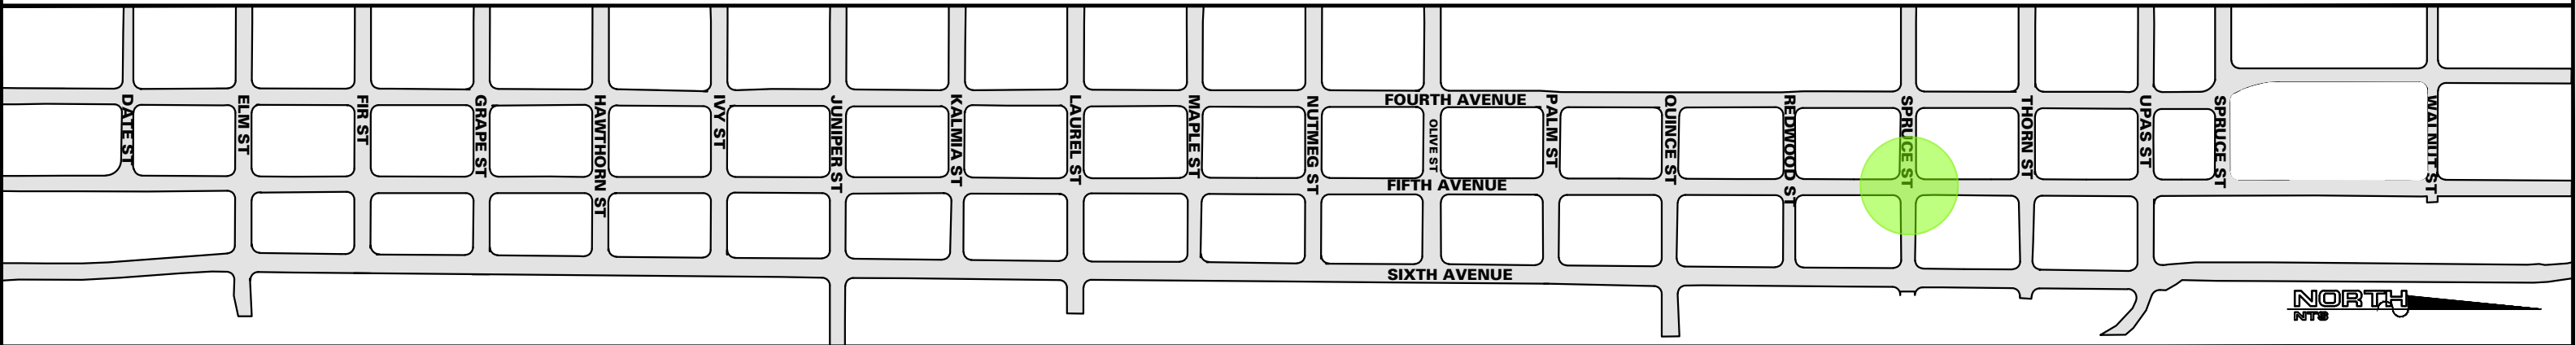 DATE ST
ELM ST
FIR ST
GRAPE ST
HAWTHORN ST
IVY ST
JUNIPER ST
KALMIA ST
LAUREL ST
MAPLE ST
NUTMEG ST
FOURTH AVENUE
OLIVE ST
FIFTH AVENUE
SIXTH AVENUE
PALM ST
QUINCE ST
REDWOOD ST
SPRUCE ST
THORN ST
UPAS ST
SPRUCE ST
WALNUT ST
NORTH
NTS